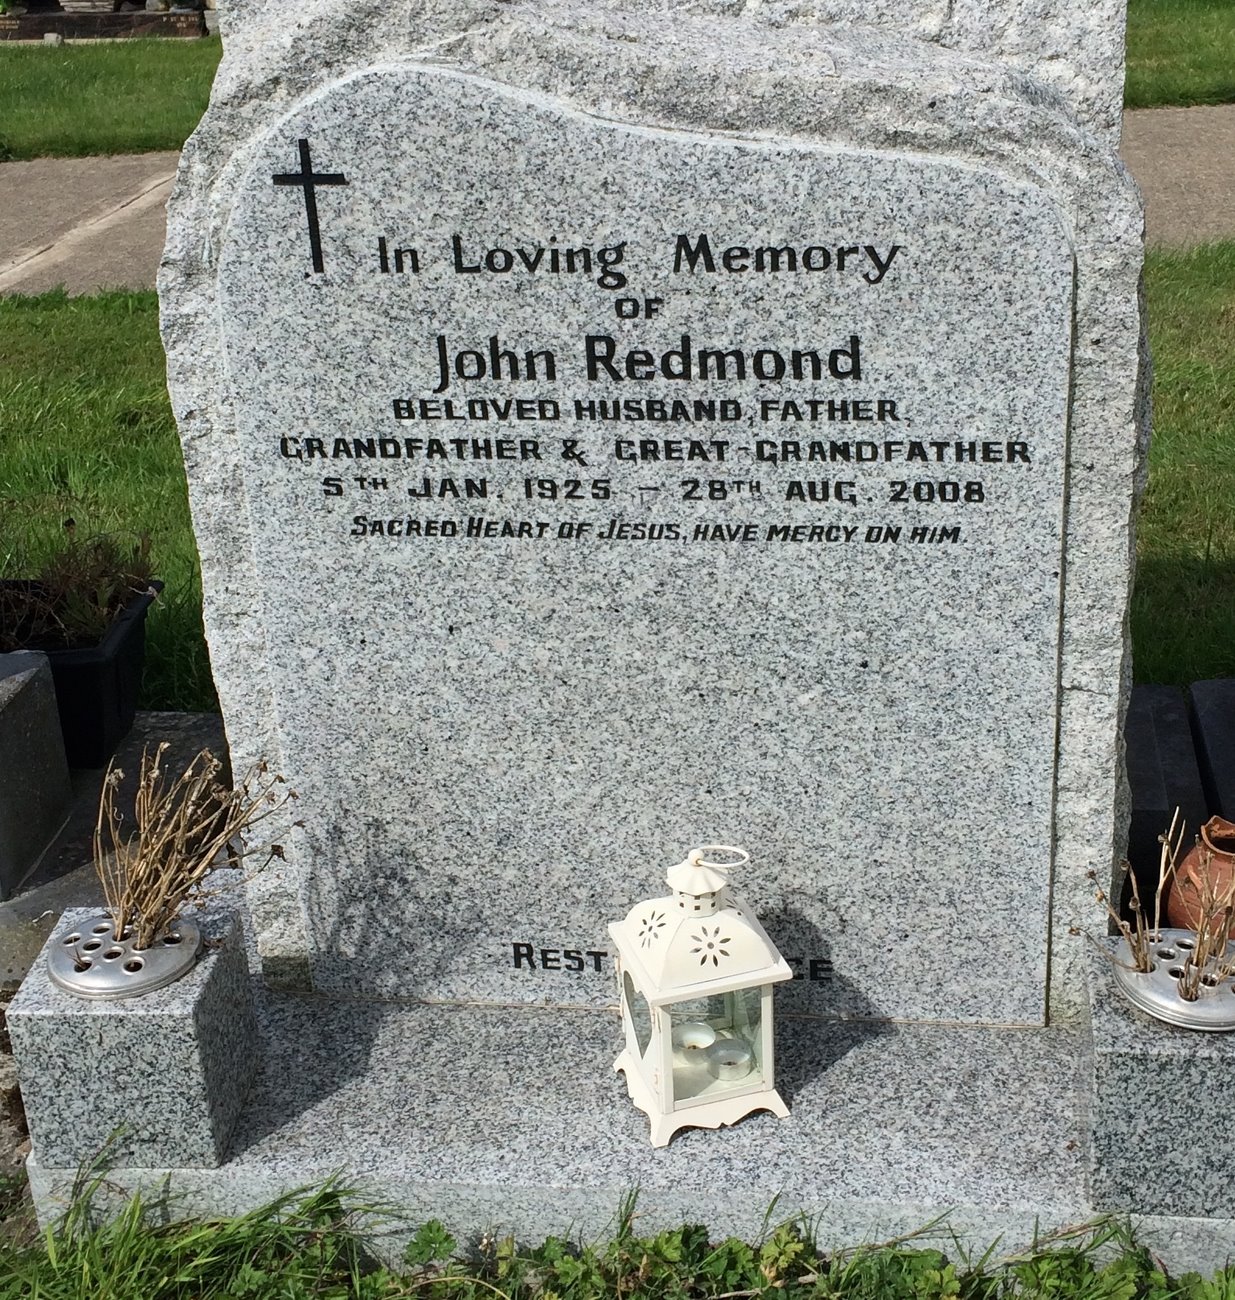 In Loving Memory
OF
John Redmond
BELOVED HUSBAND, FATHER,
GRANDFATHER & GREAT-GRANDFATHER
5TH JAN. 1925 – 28TH AUG. 2008
SACRED HEART OF JESUS, HAVE MERCY ON HIM.
REST